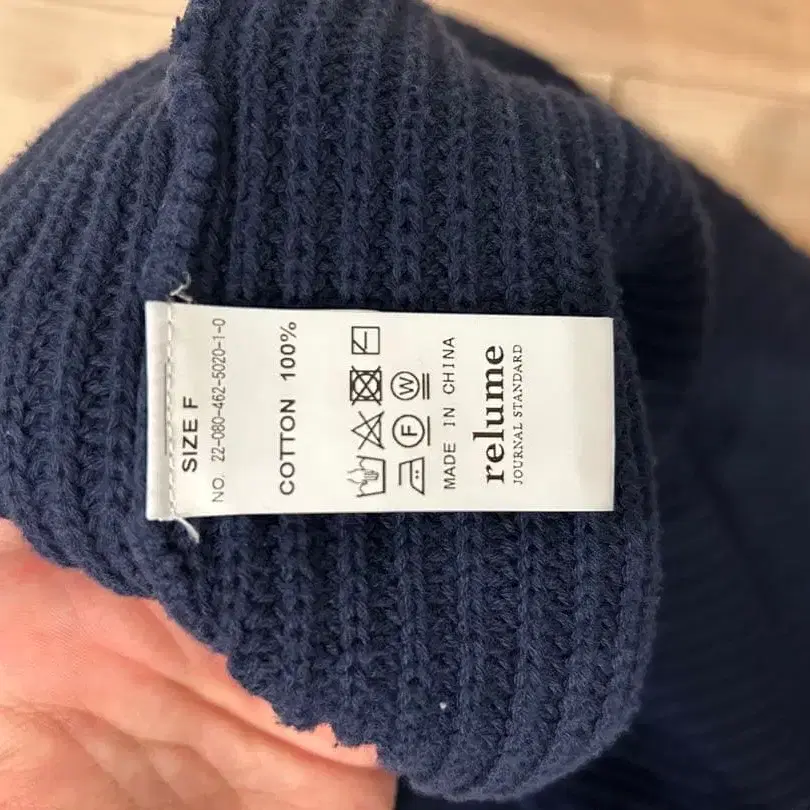 SIZE F
NO. 22-080-462-5020-1-0
COTTON 100%
F W
MADE IN CHINA
relume
JOURNAL STANDARD